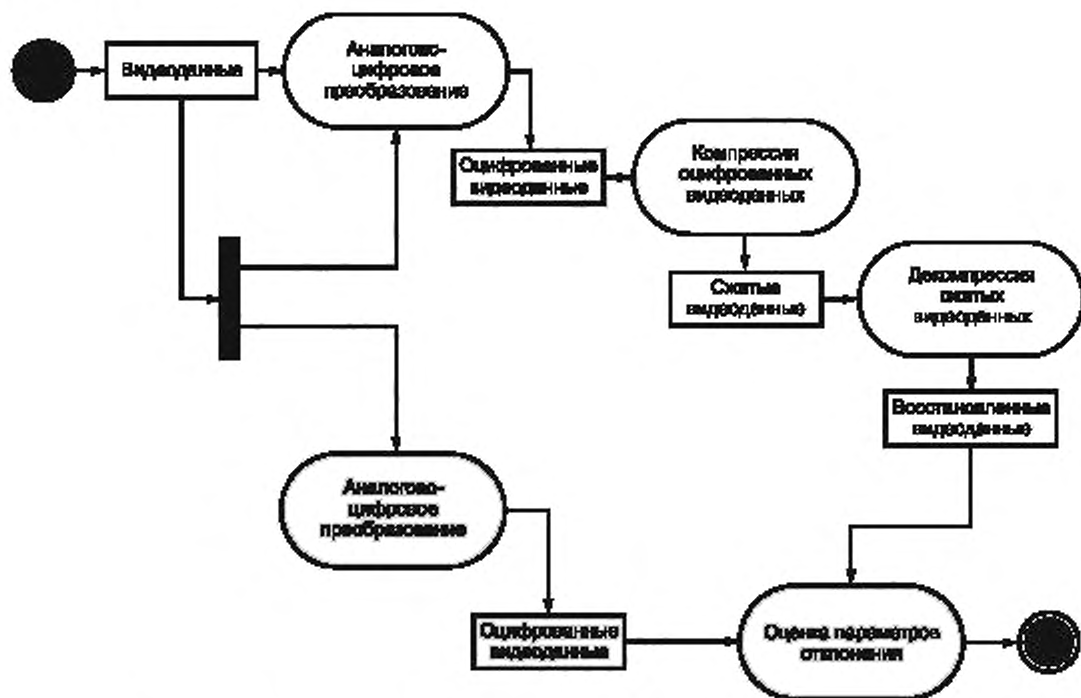 Видеоданные
Аналогово-
цифровое
преобразование
Оцифрованные
видеоданные
Компрессия
оцифрованных
видеоданных
Сжатые
видеоданные
Декомпрессия
сжатых
видеоданных
Восстановленные
видеоданные
Аналогово-
цифровое
преобразование
Оцифрованные
видеоданные
Оценка параметров
отклонения